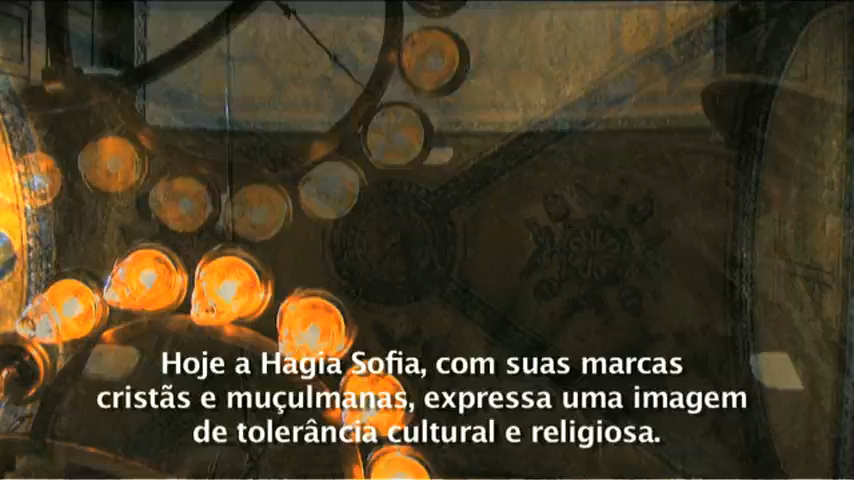 Hoje a Hagia Sofia, com suas marcas
cristãs e muçulmanas, expressa uma imagem
de tolerância cultural e religiosa.